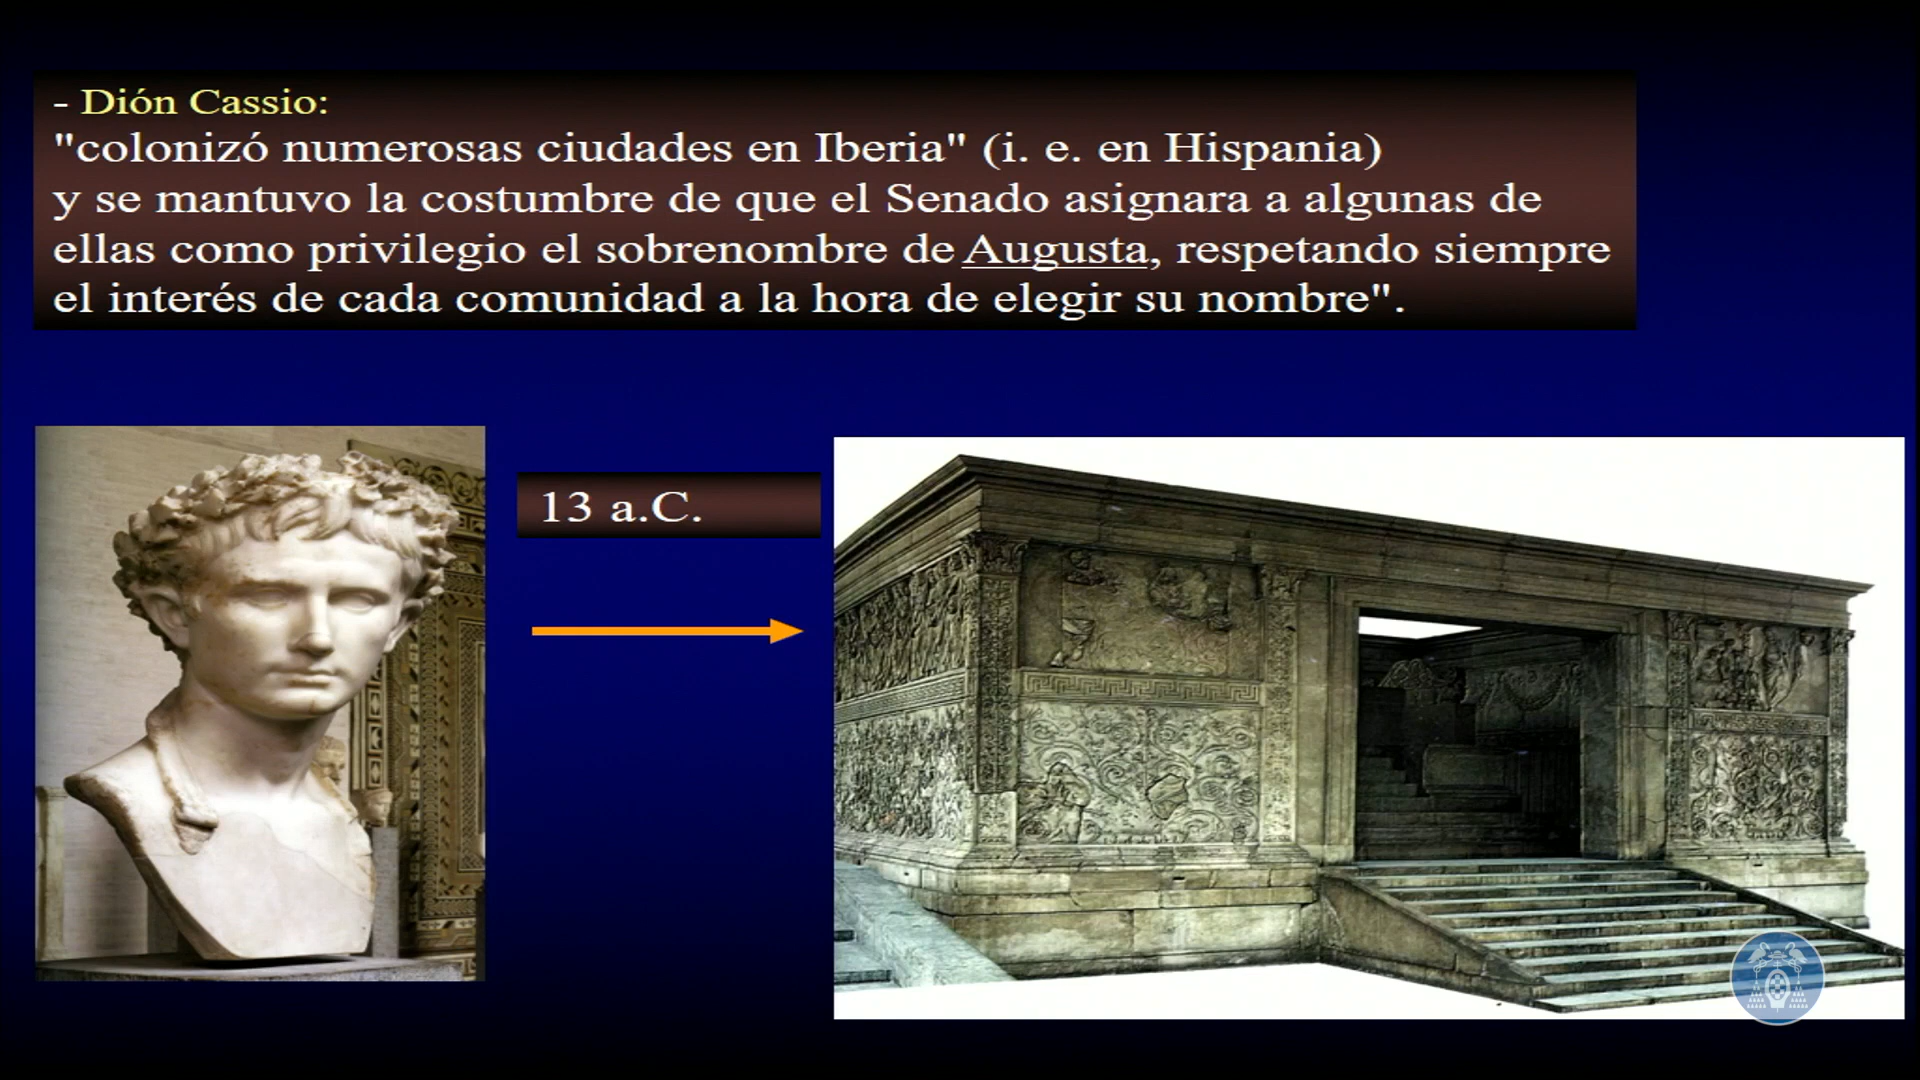 - Dión Cassio:
"colonizó numerosas ciudades en Iberia" (i. e. en Hispania)
y se mantuvo la costumbre de que el Senado asignara a algunas de
ellas como privilegio el sobrenombre de Augusta, respetando siempre
el interés de cada comunidad a la hora de elegir su nombre".
13 a.C.